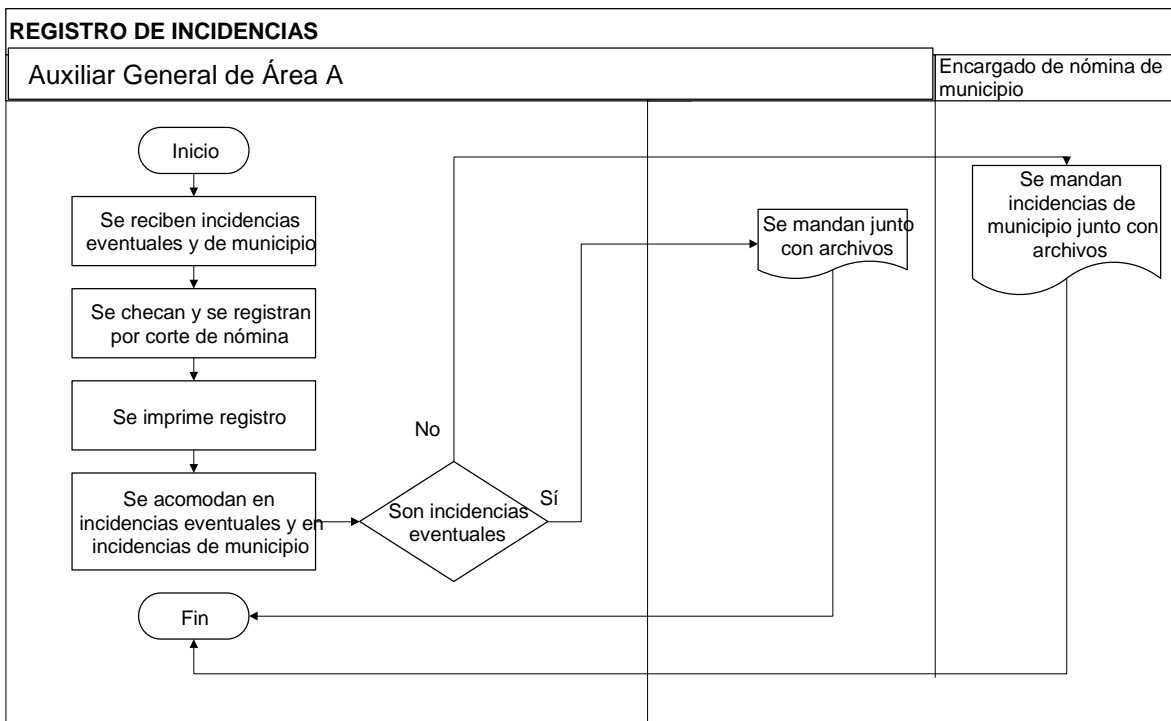 REGISTRO DE INCIDENCIAS
Auxiliar General de Área A
Encargado de nómina de
municipio
Inicio
Se reciben incidencias
eventuales y de municipio
Se checan y se registran
por corte de nómina
Se imprime registro
Se acomodan en
incidencias eventuales y en
incidencias de municipio
No
Son incidencias
eventuales
Sí
Se mandan junto
con archivos
Se mandan
incidencias de
municipio junto con
archivos
Fin